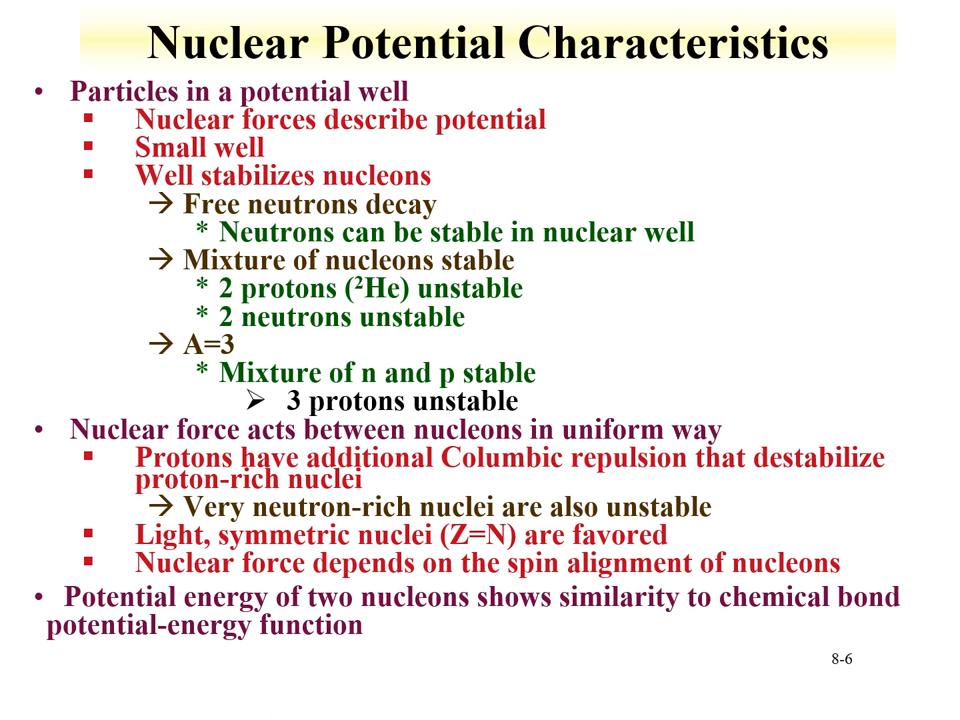 Nuclear Potential Characteristics
• Particles in a potential well
▪ Nuclear forces describe potential
▪ Small well
▪ Well stabilizes nucleons
→ Free neutrons decay
* Neutrons can be stable in nuclear well
→ Mixture of nucleons stable
* 2 protons (²He) unstable
* 2 neutrons unstable
→ A=3
* Mixture of n and p stable
➢ 3 protons unstable
• Nuclear force acts between nucleons in uniform way
▪ Protons have additional Columbic repulsion that destabilize
proton-rich nuclei
→ Very neutron-rich nuclei are also unstable
▪ Light, symmetric nuclei (Z=N) are favored
▪ Nuclear force depends on the spin alignment of nucleons
• Potential energy of two nucleons shows similarity to chemical bond
potential-energy function
8-6